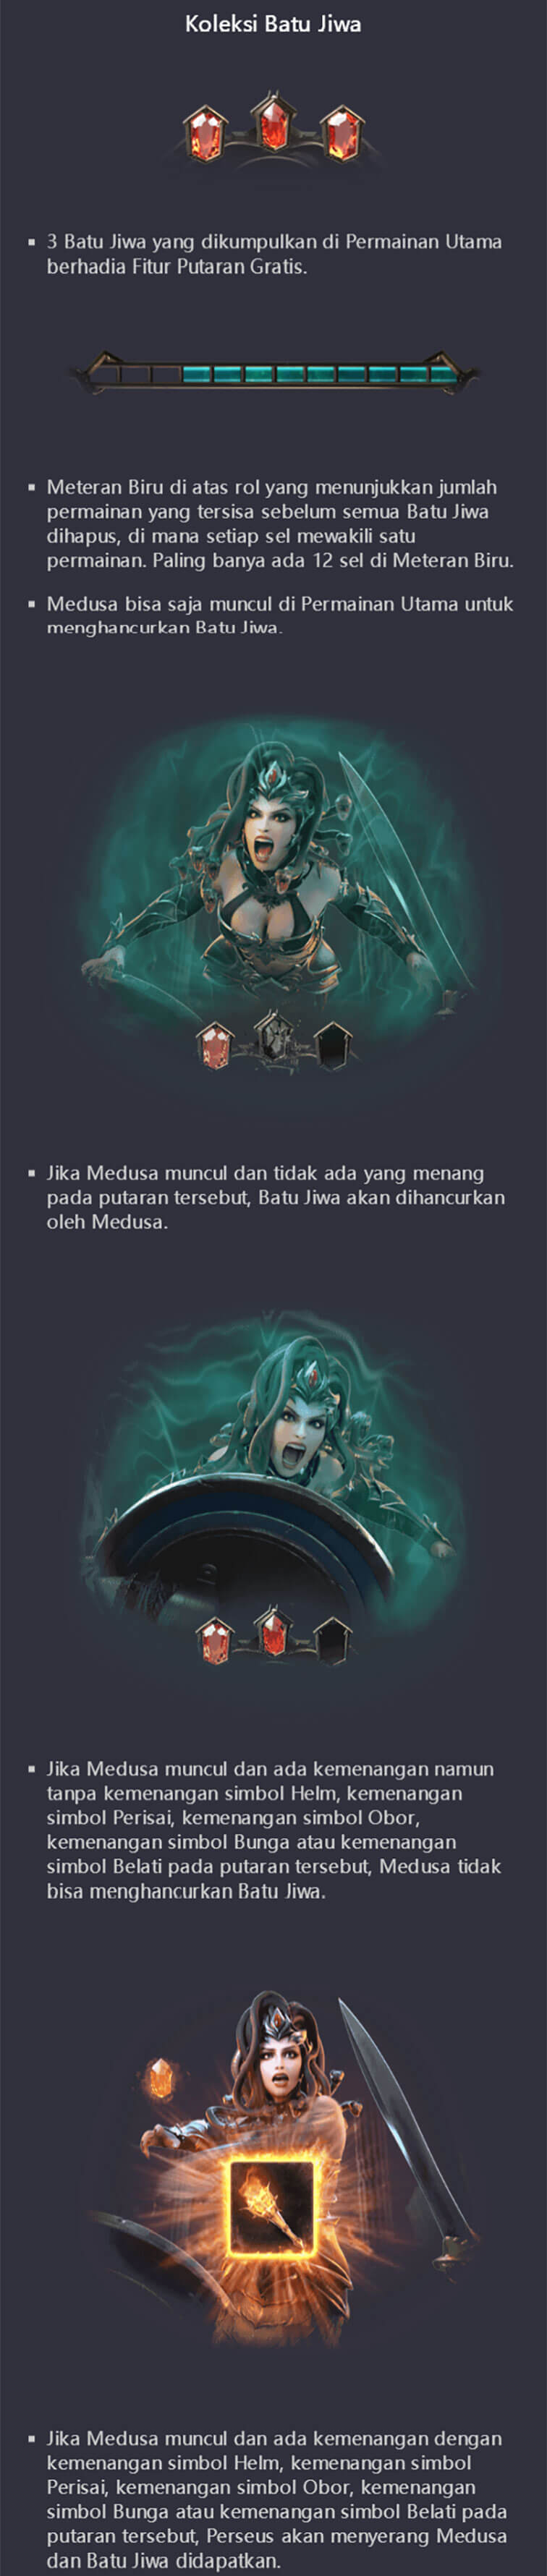 Koleksi Batu Jiwa
▪ 3 Batu Jiwa yang dikumpulkan di Permainan Utama
berhadia Fitur Putaran Gratis.
▪ Meteran Biru di atas rol yang menunjukkan jumlah
permainan yang tersisa sebelum semua Batu Jiwa
dihapus, di mana setiap sel mewakili satu
permainan. Paling banya ada 12 sel di Meteran Biru.
▪ Medusa bisa saja muncul di Permainan Utama untuk
menghancurkan Batu Jiwa.
▪ Jika Medusa muncul dan tidak ada yang menang
pada putaran tersebut, Batu Jiwa akan dihancurkan
oleh Medusa.
▪ Jika Medusa muncul dan ada kemenangan namun
tanpa kemenangan simbol Helm, kemenangan
simbol Perisai, kemenangan simbol Obor,
kemenangan simbol Bunga atau kemenangan
simbol Belati pada putaran tersebut, Medusa tidak
bisa menghancurkan Batu Jiwa.
▪ Jika Medusa muncul dan ada kemenangan dengan
kemenangan simbol Helm, kemenangan simbol
Perisai, kemenangan simbol Obor, kemenangan
simbol Bunga atau kemenangan simbol Belati pada
putaran tersebut, Perseus akan menyerang Medusa
dan Batu Jiwa didapatkan.